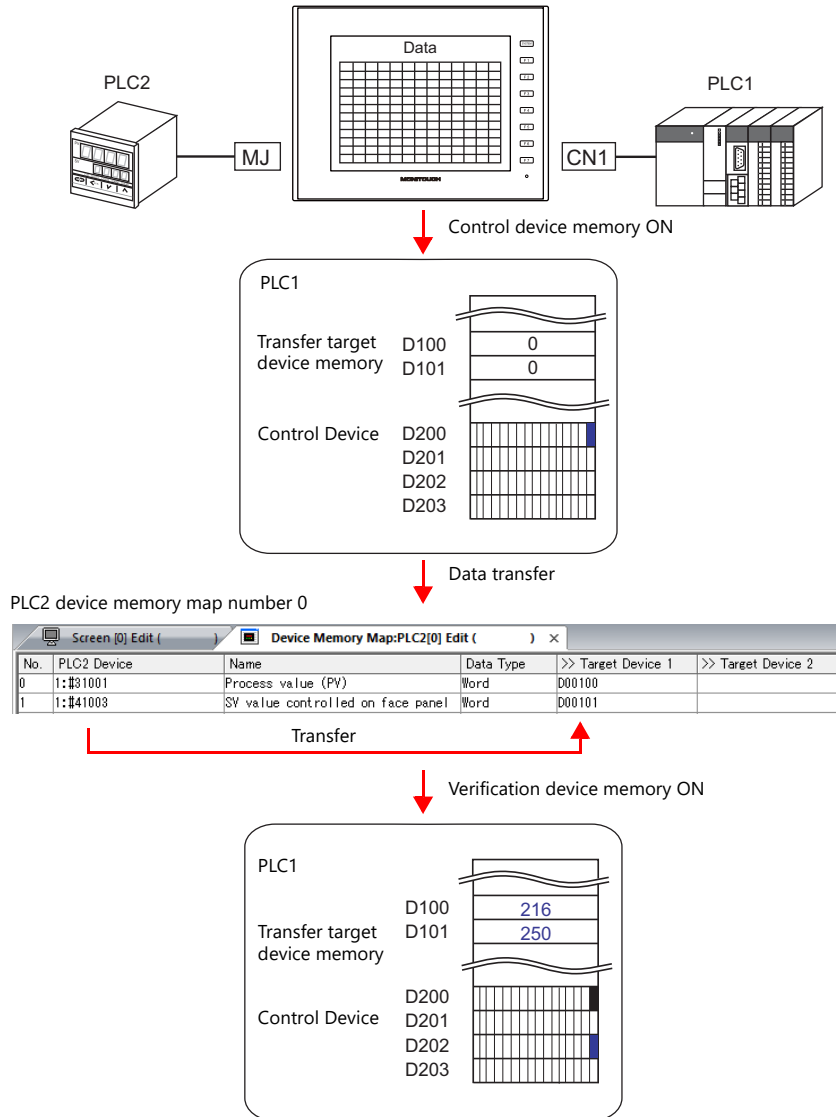 Data
PLC2
PLC1
MJ
CN1
MONITOUCH
Control device memory ON
PLC1
Transfer target
device memory
D100 0
D101 0
Control Device
D200
D201
D202
D203
Data transfer
PLC2 device memory map number 0
Screen [0] Edit ( ) Device Memory Map:PLC2[0] Edit ( ) ×
No. PLC2 Device Name Data Type >> Target Device 1 >> Target Device 2
0 1:#31001 Process value (PV) Word D00100
1 1:#41003 SV value controlled on face panel Word D00101
Transfer
Verification device memory ON
PLC1
D100 216
Transfer target D101 250
device memory
D200
Control Device D201
D202
D203